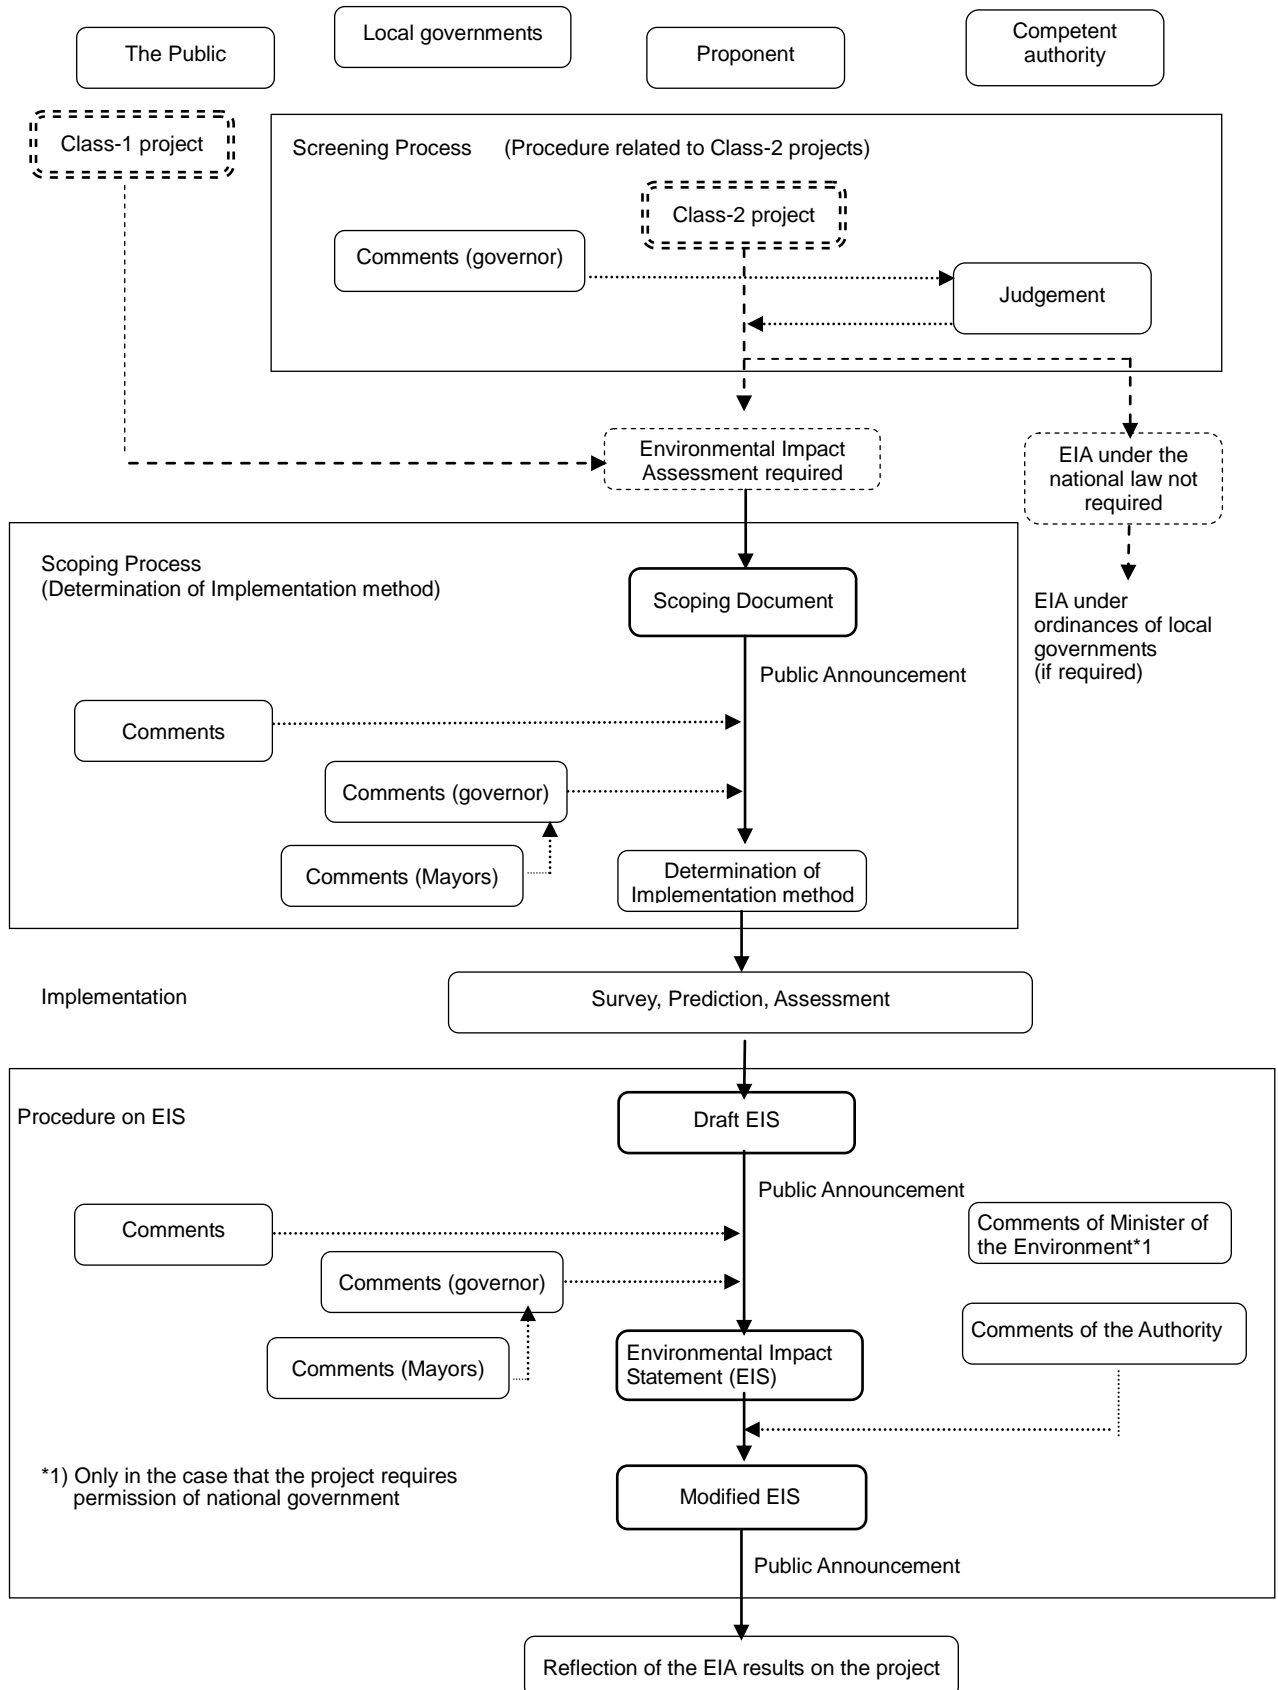 The Public
Local governments
Proponent
Competent
authority
Class-1 project
Screening Process (Procedure related to Class-2 projects)
Class-2 project
Comments (governor)
Judgement
Environmental Impact
Assessment required
EIA under the
national law not
required
Scoping Process
(Determination of Implementation method)
Scoping Document
EIA under
ordinances of local
governments
(if required)
Public Announcement
Comments
Comments (governor)
Comments (Mayors)
Determination of
Implementation method
Implementation
Survey, Prediction, Assessment
Procedure on EIS
Draft EIS
Public Announcement
Comments
Comments of Minister of
the Environment*1
Comments (governor)
Comments of the Authority
Comments (Mayors)
Environmental Impact
Statement (EIS)
*1) Only in the case that the project requires
permission of national government
Modified EIS
Public Announcement
Reflection of the EIA results on the project